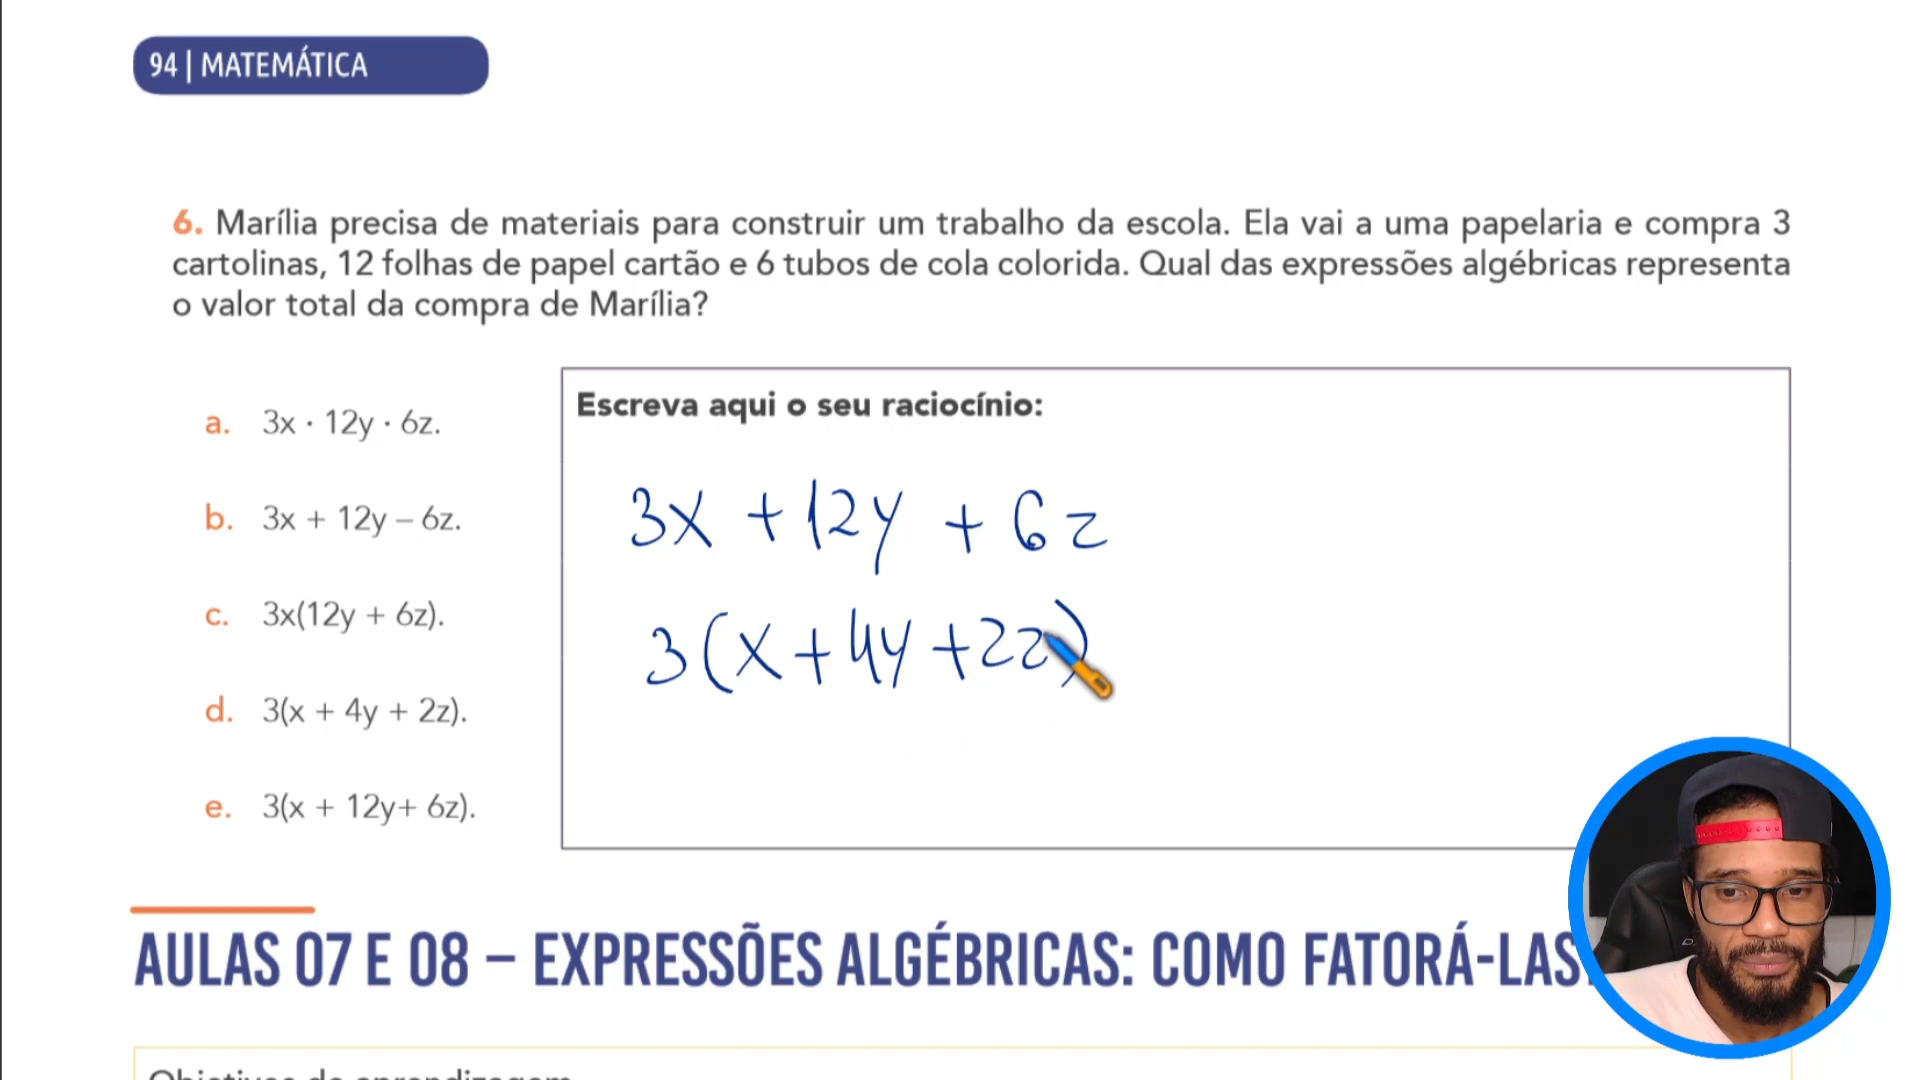 94 | MATEMÁTICA
6. Marília precisa de materiais para construir um trabalho da escola. Ela vai a uma papelaria e compra 3
cartolinas, 12 folhas de papel cartão e 6 tubos de cola colorida. Qual das expressões algébricas representa
o valor total da compra de Marília?
a. 3x · 12y · 6z.
b. 3x + 12y – 6z.
c. 3x(12y + 6z).
d. 3(x + 4y + 2z).
e. 3(x + 12y+ 6z).
Escreva aqui o seu raciocínio:
3x + 12y + 6z
3(x+4y+2z)
AULAS 07 E 08 – EXPRESSÕES ALGÉBRICAS: COMO FATORÁ-LAS
Objetivos de aprendizagem